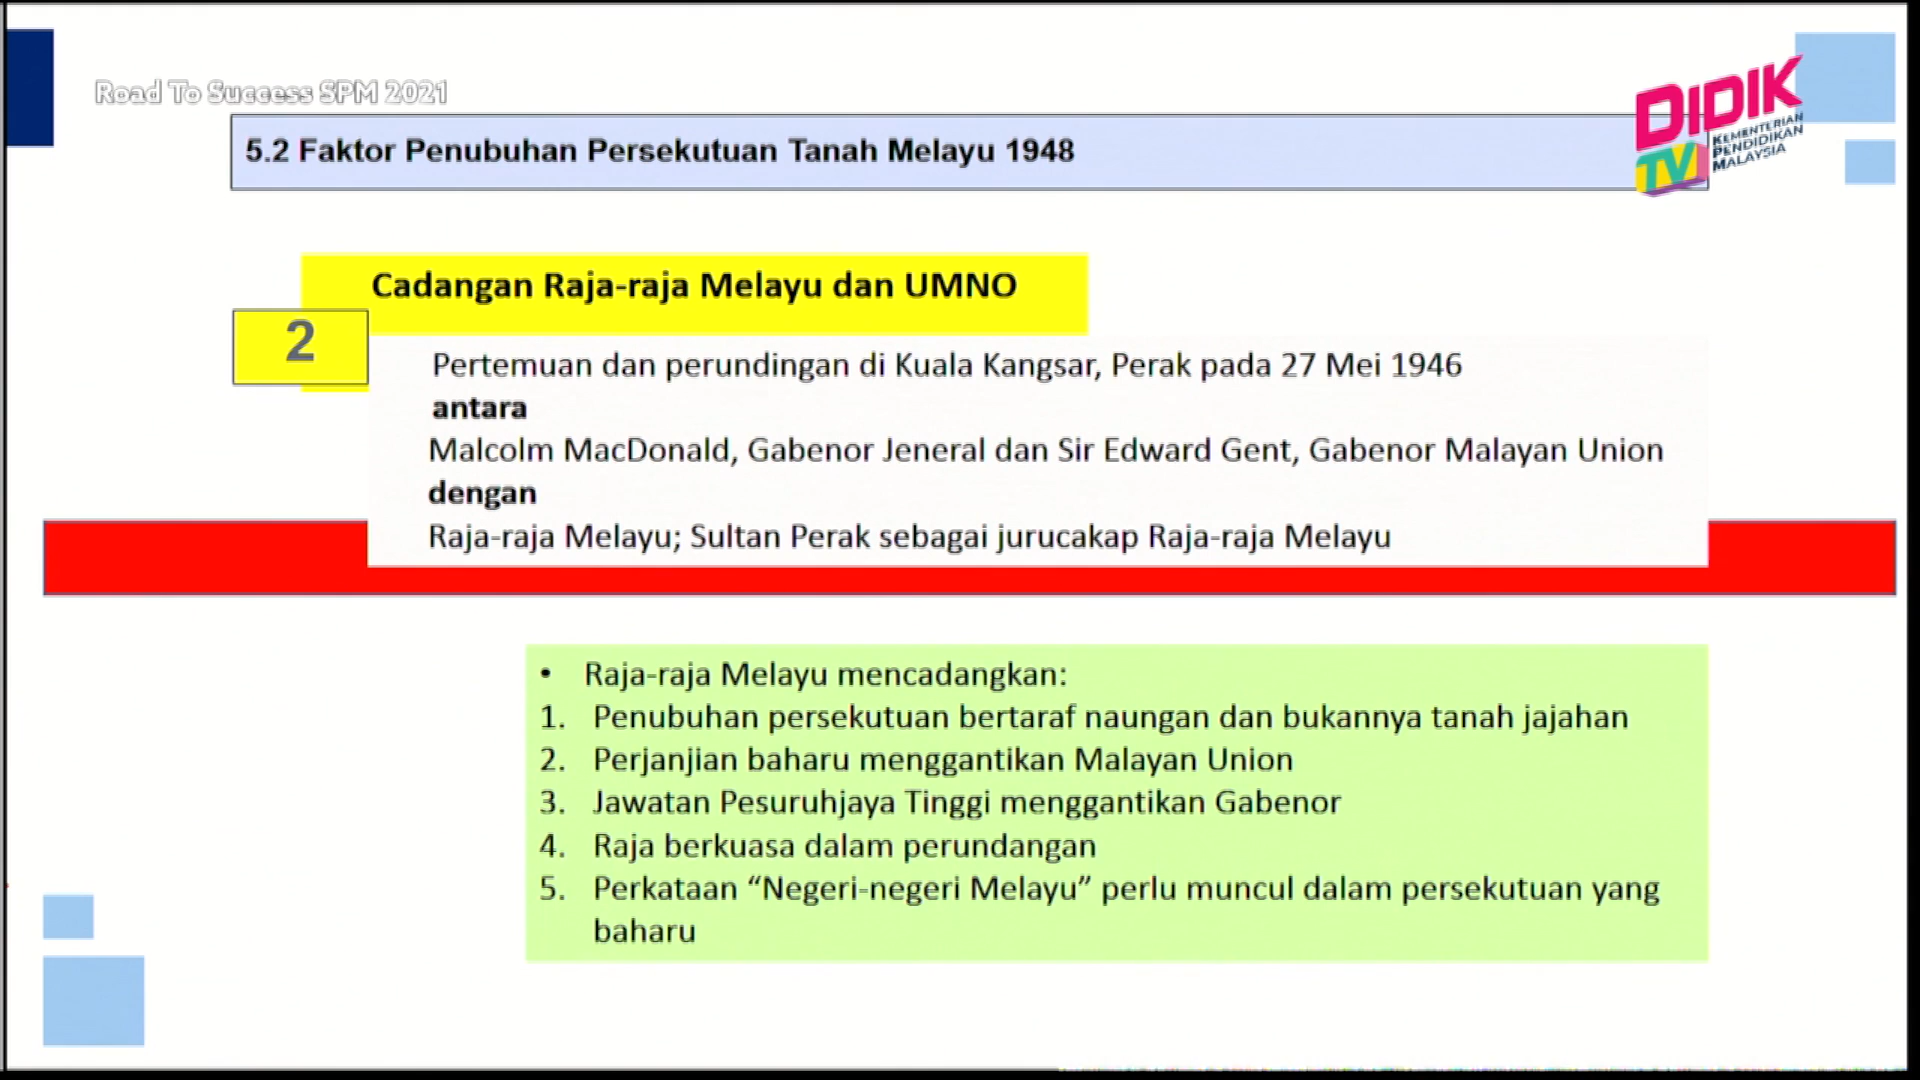 Road To Success SPM 2021
DIDIK
TV
KEMENTERIAN
PENDIDIKAN
MALAYSIA
5.2 Faktor Penubuhan Persekutuan Tanah Melayu 1948
Cadangan Raja-raja Melayu dan UMNO
2
Pertemuan dan perundingan di Kuala Kangsar, Perak pada 27 Mei 1946
antara
Malcolm MacDonald, Gabenor Jeneral dan Sir Edward Gent, Gabenor Malayan Union
dengan
Raja-raja Melayu; Sultan Perak sebagai jurucakap Raja-raja Melayu
• Raja-raja Melayu mencadangkan:
1. Penubuhan persekutuan bertaraf naungan dan bukannya tanah jajahan
2. Perjanjian baharu menggantikan Malayan Union
3. Jawatan Pesuruhjaya Tinggi menggantikan Gabenor
4. Raja berkuasa dalam perundangan
5. Perkataan “Negeri-negeri Melayu” perlu muncul dalam persekutuan yang
baharu